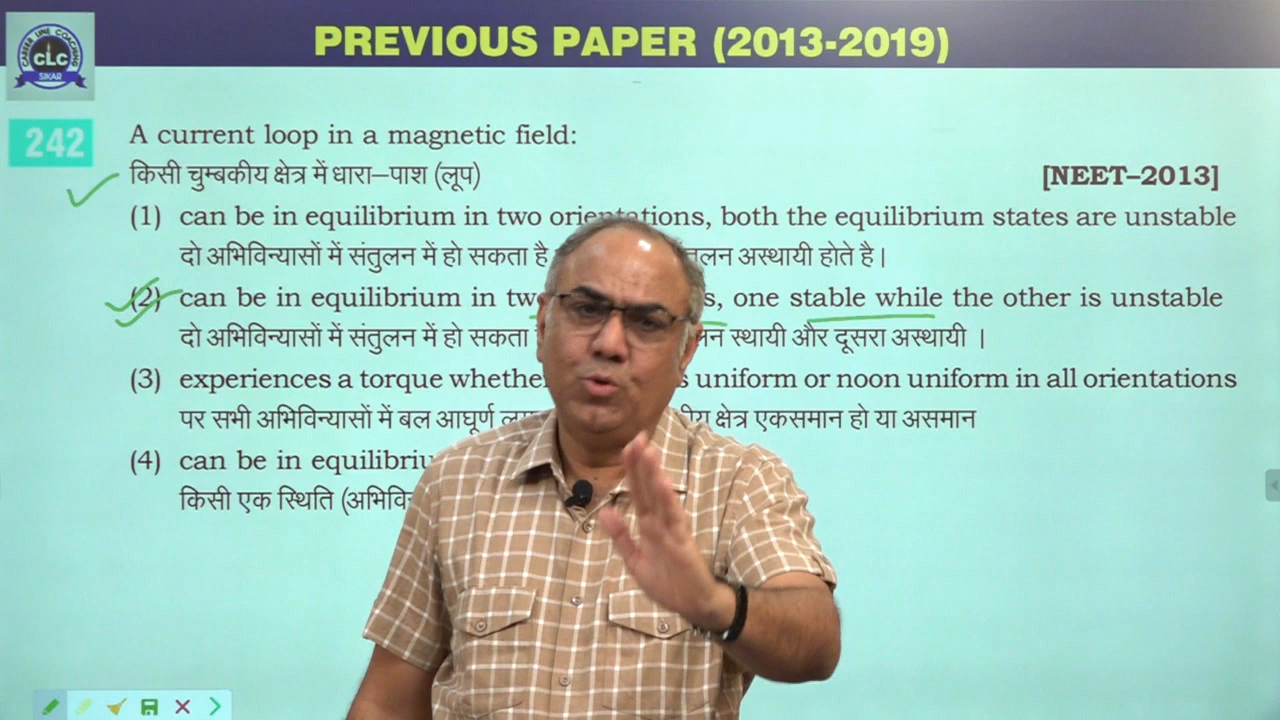 PREVIOUS PAPER (2013-2019)
CAREER LINE COACHING
CLC
SIKAR
242
A current loop in a magnetic field:
किसी चुम्बकीय क्षेत्र में धारा–पाश (लूप)
[NEET–2013]
(1) can be in equilibrium in two orientations, both the equilibrium states are unstable
दो अभिविन्यासों में संतुलन में हो सकता है अस्थायी होते है।
(2) can be in equilibrium in one stable while the other is unstable
दो अभिविन्यासों में संतुलन में हो सकता स्थायी और दूसरा अस्थायी ।
(3) experiences a torque uniform or noon uniform in all orientations
पर सभी अभिविन्यासों में बल आघूर्ण क्षेत्र एकसमान हो या असमान
(4) can be in
किसी एक स्थिति